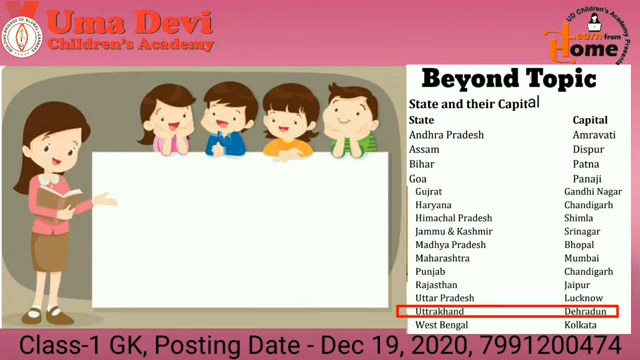 Uma Devi
Children's Academy
UD Children's Academy Presents
Learn from
Home
Beyond Topic
State and their Capital
State Capital
Andhra Pradesh Amravati
Assam Dispur
Bihar Patna
Goa Panaji
Gujrat Gandhi Nagar
Haryana Chandigarh
Himachal Pradesh Shimla
Jammu & Kashmir Srinagar
Madhya Pradesh Bhopal
Maharashtra Mumbai
Punjab Chandigarh
Rajasthan Jaipur
Uttar Pradesh Lucknow
Uttrakhand Dehradun
West Bengal Kolkata
Class-1 GK, Posting Date - Dec 19, 2020, 7991200474